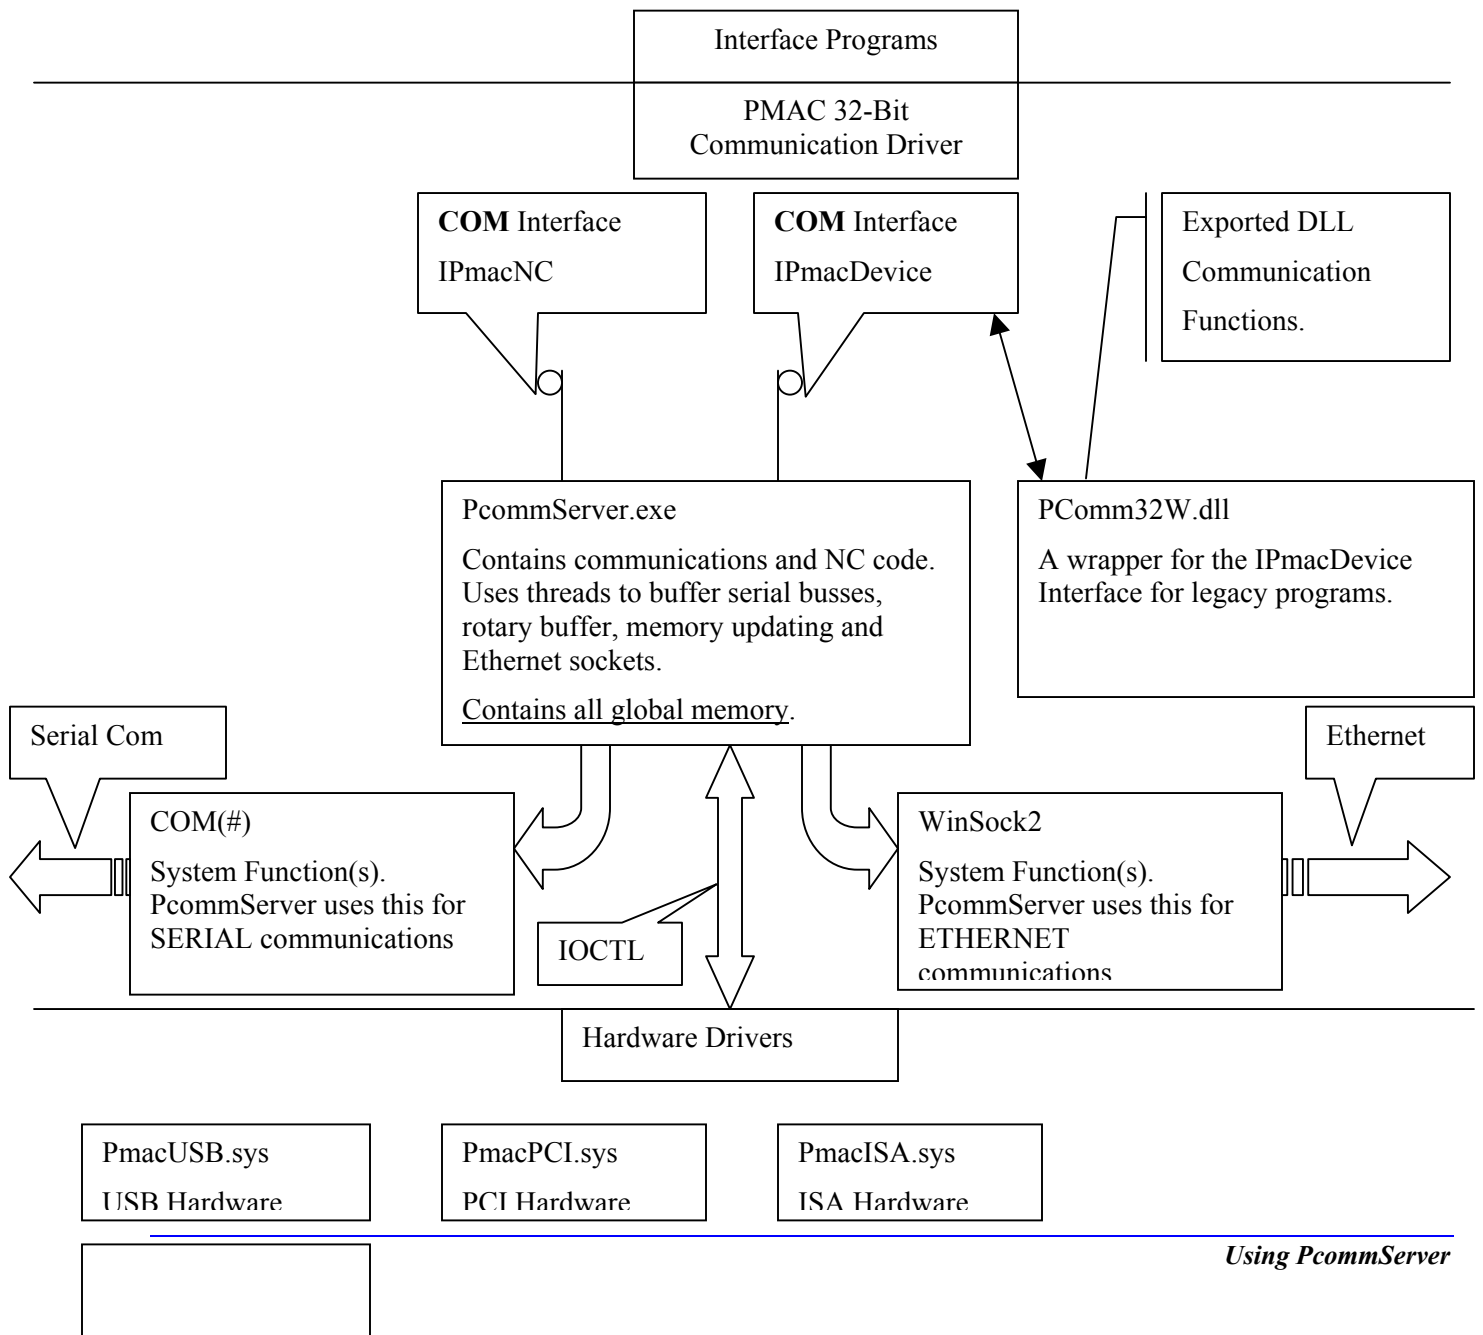 Interface Programs
PMAC 32-Bit
Communication Driver
COM Interface
IPmacNC
COM Interface
IPmacDevice
Exported DLL
Communication
Functions.
PcommServer.exe
Contains communications and NC code.
Uses threads to buffer serial busses,
rotary buffer, memory updating and
Ethernet sockets.
Contains all global memory.
PComm32W.dll
A wrapper for the IPmacDevice
Interface for legacy programs.
Serial Com
Ethernet
COM(#)
System Function(s).
PcommServer uses this for
SERIAL communications
IOCTL
WinSock2
System Function(s).
PcommServer uses this for
ETHERNET
communications
Hardware Drivers
PmacUSB.sys
USB Hardware
PmacPCI.sys
PCI Hardware
PmacISA.sys
ISA Hardware
Using PcommServer